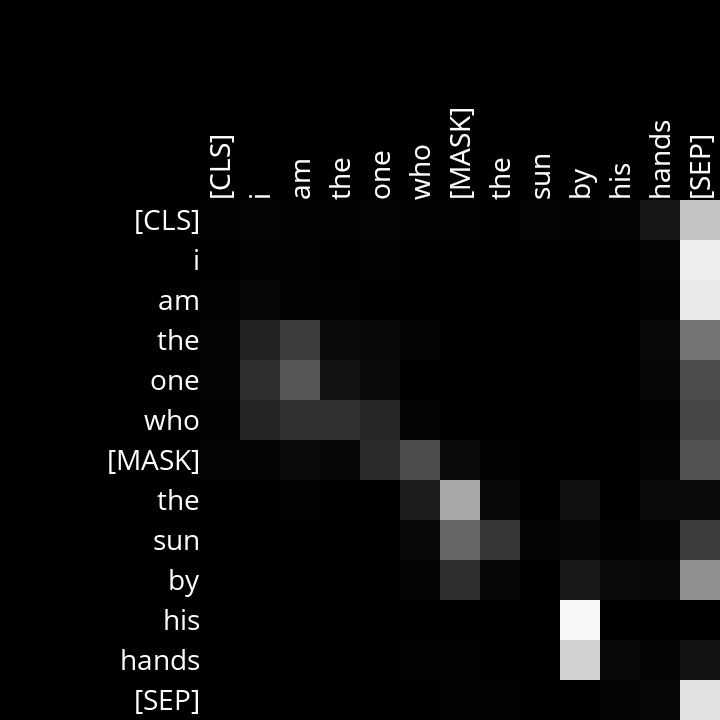 [CLS] i am the one who [MASK] the sun by his hands [SEP]
[CLS]
i
am
the
one
who
[MASK]
the
sun
by
his
hands
[SEP]